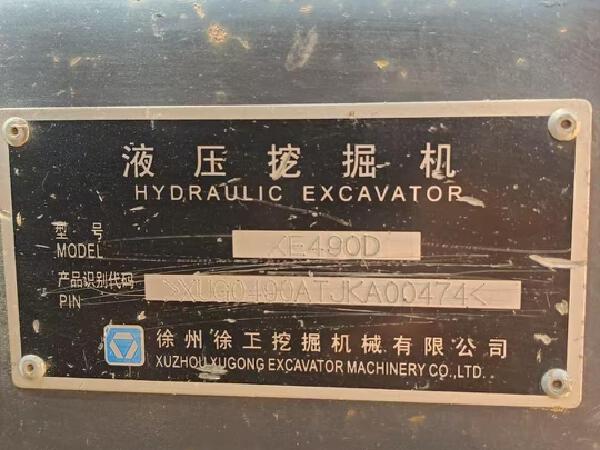 液压挖掘机
HYDRAULIC EXCAVATOR
型号
MODEL
XE490D
产品识别代码
PIN
>XUG0490ATJKA00474<
徐州徐工挖掘机械有限公司
XUZHOU XUGONG EXCAVATOR MACHINERY CO.,LTD.